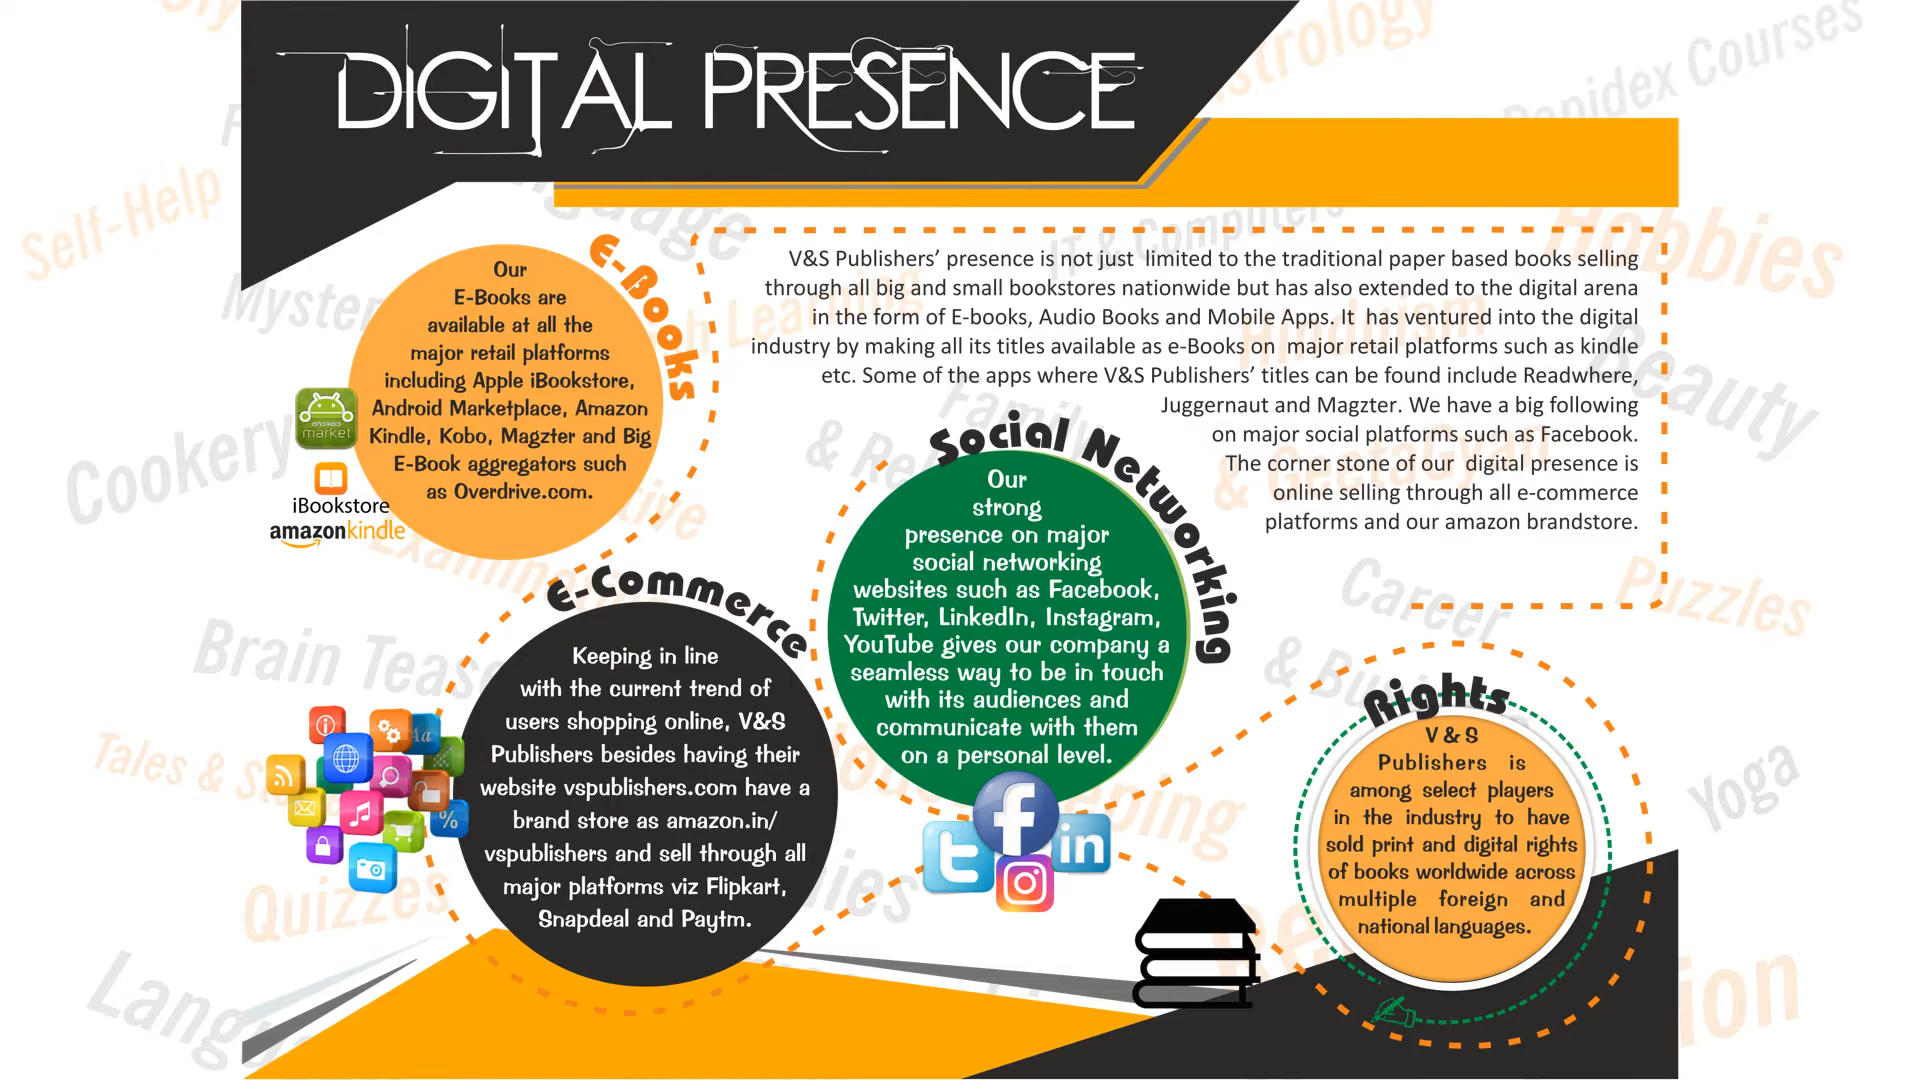 DIGITAL PRESENCE
V&S Publishers’ presence is not just limited to the traditional paper based books selling
through all big and small bookstores nationwide but has also extended to the digital arena
in the form of E-books, Audio Books and Mobile Apps. It has ventured into the digital
industry by making all its titles available as e-Books on major retail platforms such as kindle
etc. Some of the apps where V&S Publishers’ titles can be found include Readwhere,
Juggernaut and Magzter. We have a big following
on major social platforms such as Facebook.
The corner stone of our digital presence is
online selling through all e-commerce
platforms and our amazon brandstore.
E-Books
Our
E-Books are
available at all the
major retail platforms
including Apple iBookstore,
Android Marketplace, Amazon
Kindle, Kobo, Magzter and Big
E-Book aggregators such
as Overdrive.com.
android
market
iBookstore
amazonkindle
Social Networking
Our
strong
presence on major
social networking
websites such as Facebook,
Twitter, LinkedIn, Instagram,
YouTube gives our company a
seamless way to be in touch
with its audiences and
communicate with them
on a personal level.
f
t
in
E-Commerce
Keeping in line
with the current trend of
users shopping online, V&S
Publishers besides having their
website vspublishers.com have a
brand store as amazon.in/
vspublishers and sell through all
major platforms viz Flipkart,
Snapdeal and Paytm.
Aa
%
Rights
V & S
Publishers is
among select players
in the industry to have
sold print and digital rights
of books worldwide across
multiple foreign and
national languages.
Rapidex Courses
Self-Help
IT & Computers
Hobbies
Hinduism
Beauty
Cookery
Family
& GeetaGyan
Career
Puzzles
Brain Teas
Tales & S
Yoga
Quizzes